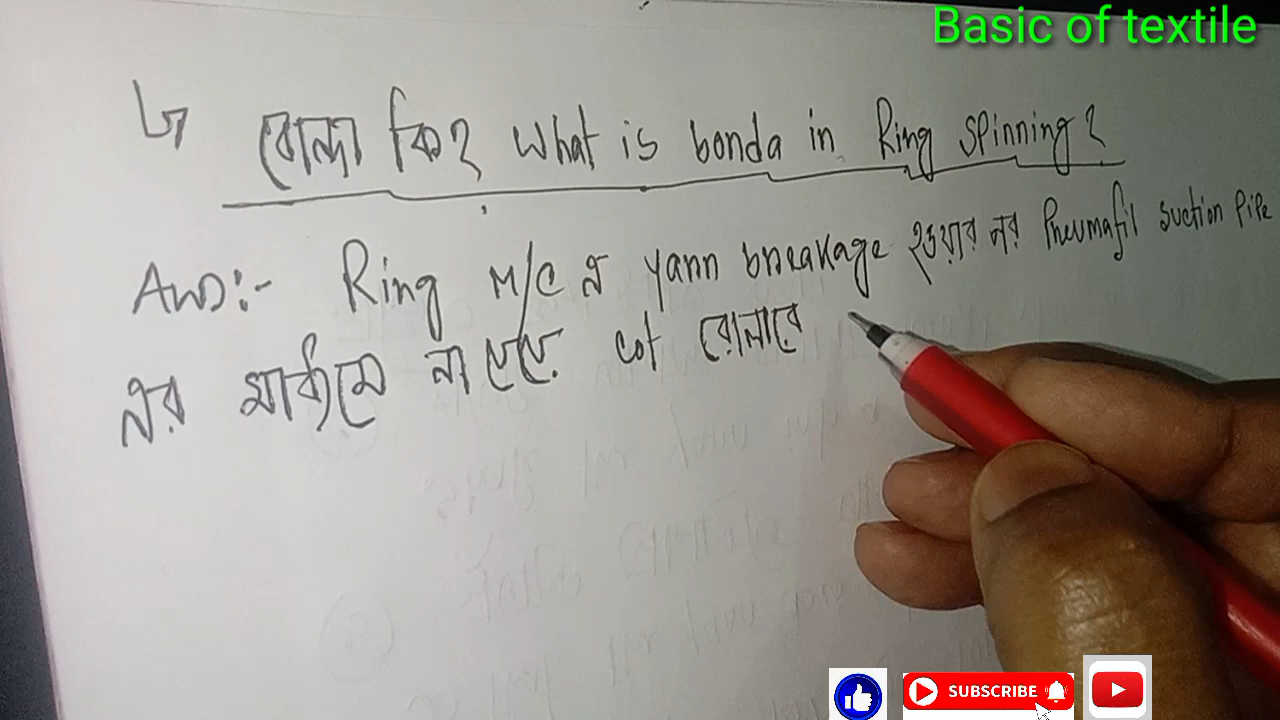 Basic of textile
বোন্দা কি? What is bonda in Ring spinning?
Ans:- Ring M/C এ yarn breakage হওয়ার পর Pneumafil suction pipe
এর মাধ্যমে না যেয়ে cot রোলারে
SUBSCRIBE